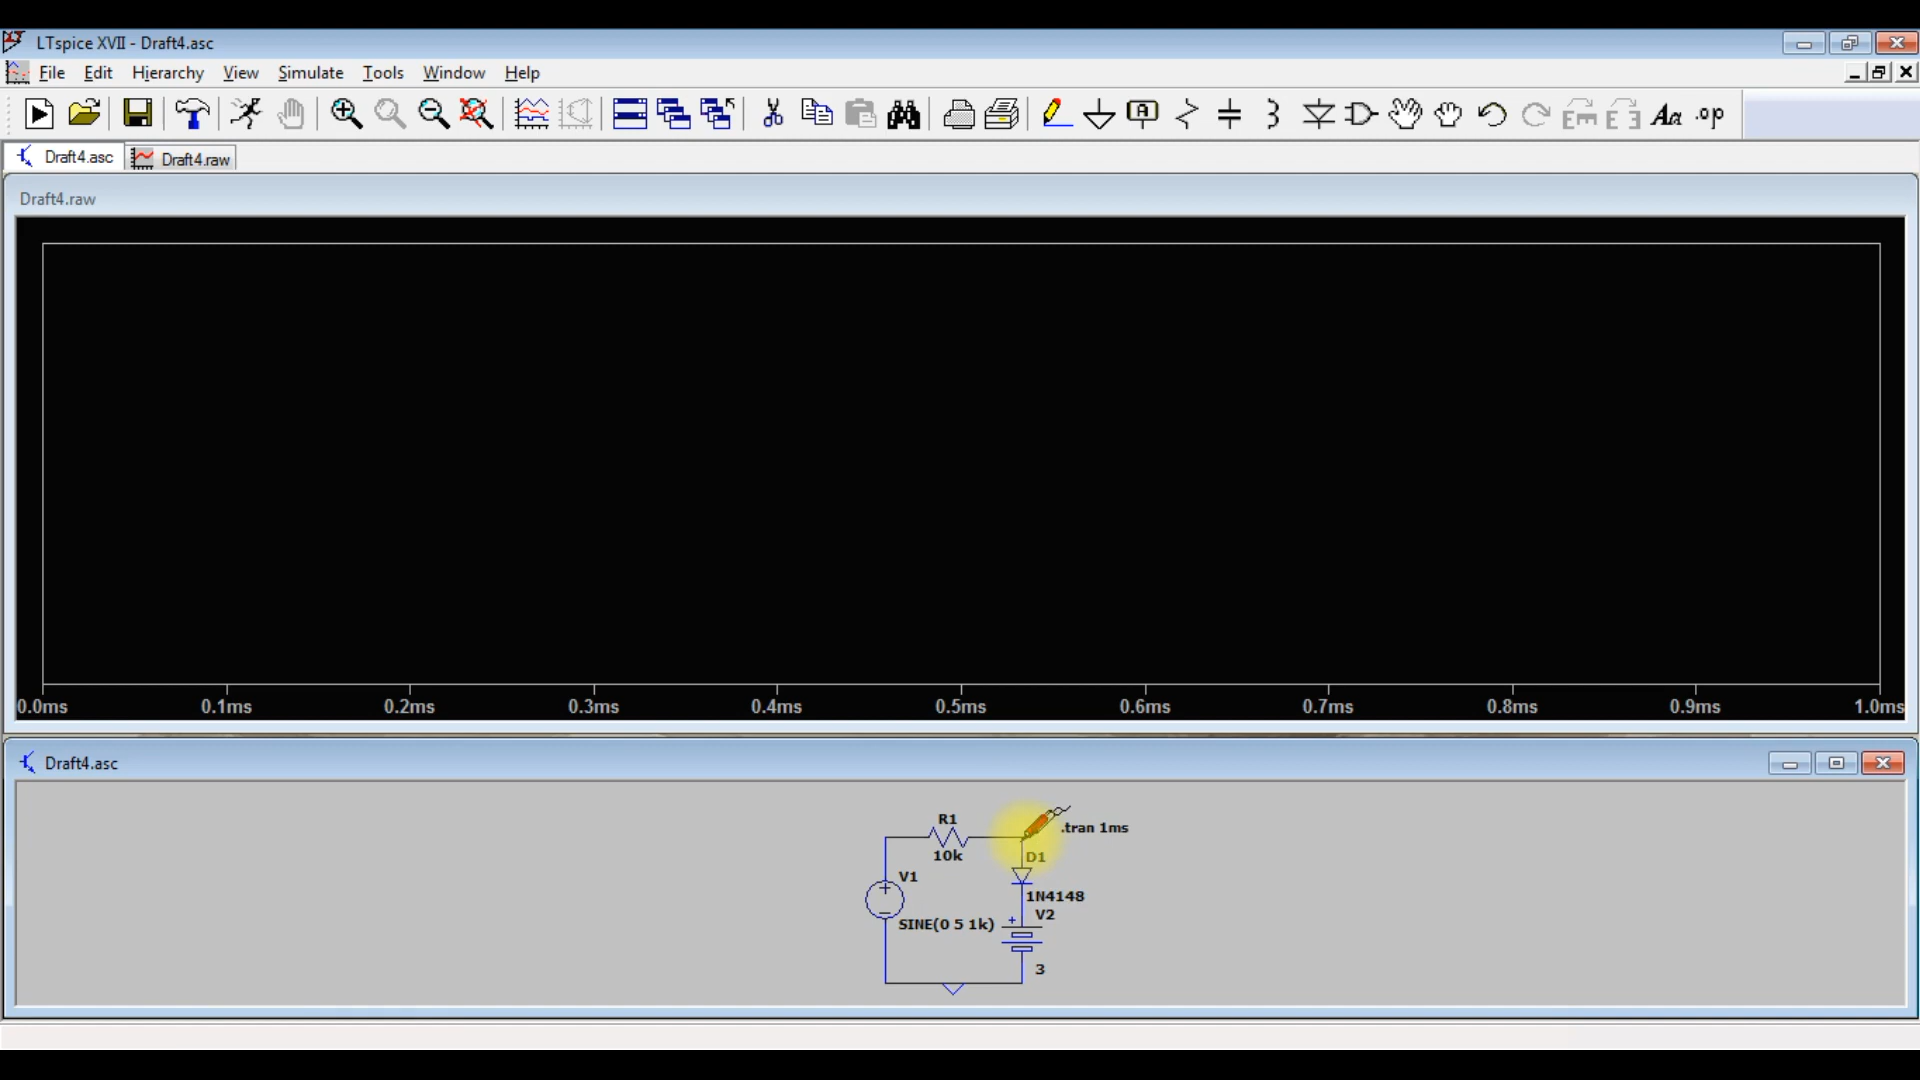 LTspice XVII - Draft4.asc
File Edit Hierarchy View Simulate Tools Window Help
A Aa .op
Draft4.asc Draft4.raw
Draft4.raw
0.0ms 0.1ms 0.2ms 0.3ms 0.4ms 0.5ms 0.6ms 0.7ms 0.8ms 0.9ms 1.0ms
Draft4.asc
R1
.tran 1ms
10k
D1
V1
1N4148
V2
SINE(0 5 1k)
3